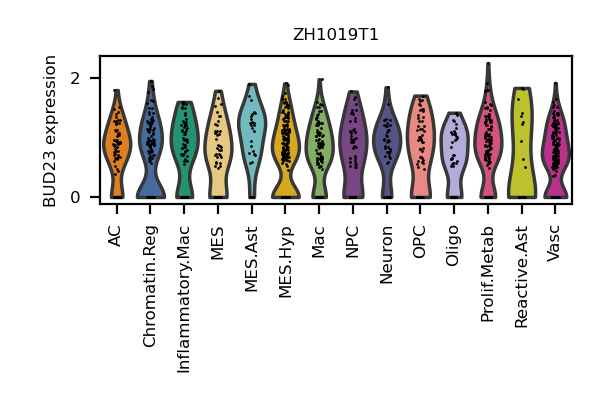 ZH1019T1
BUD23 expression
2
0
AC
Chromatin.Reg
Inflammatory.Mac
MES
MES.Ast
MES.Hyp
Mac
NPC
Neuron
OPC
Oligo
Prolif.Metab
Reactive.Ast
Vasc